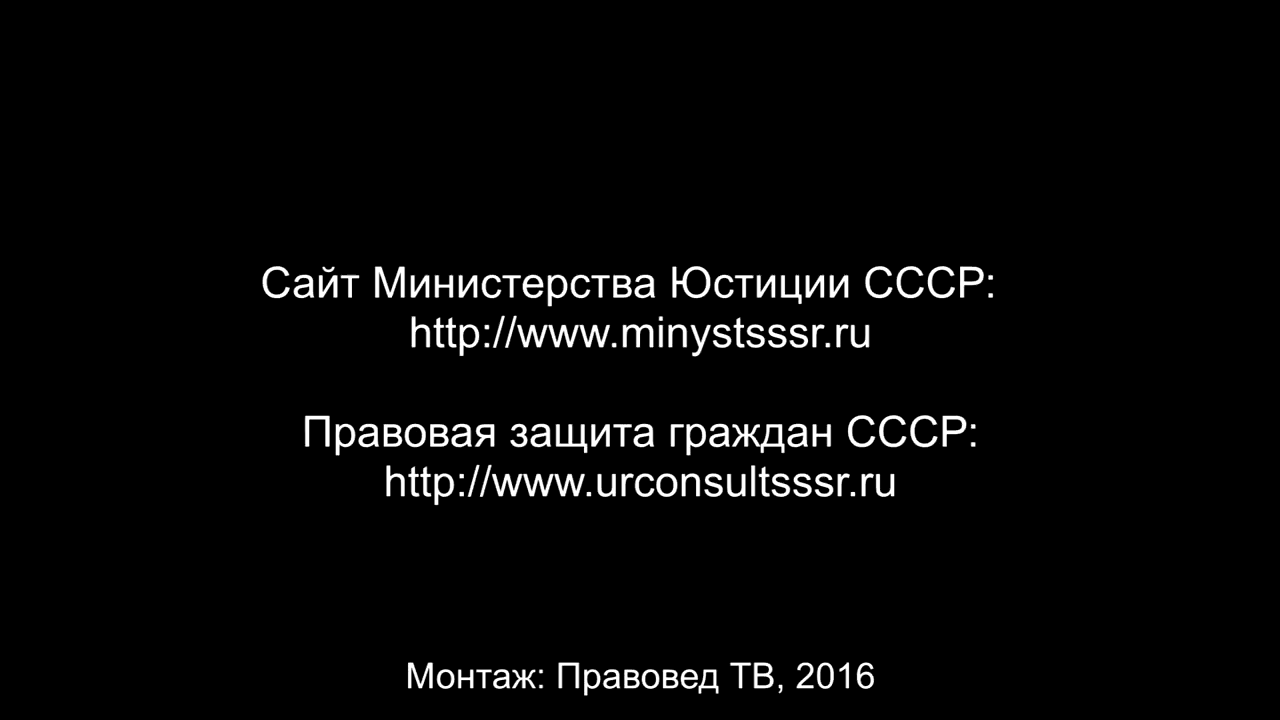 Сайт Министерства Юстиции СССР:
http://www.minystsssr.ru
Правовая защита граждан СССР:
http://www.urconsultsssr.ru
Монтаж: Правовед ТВ, 2016